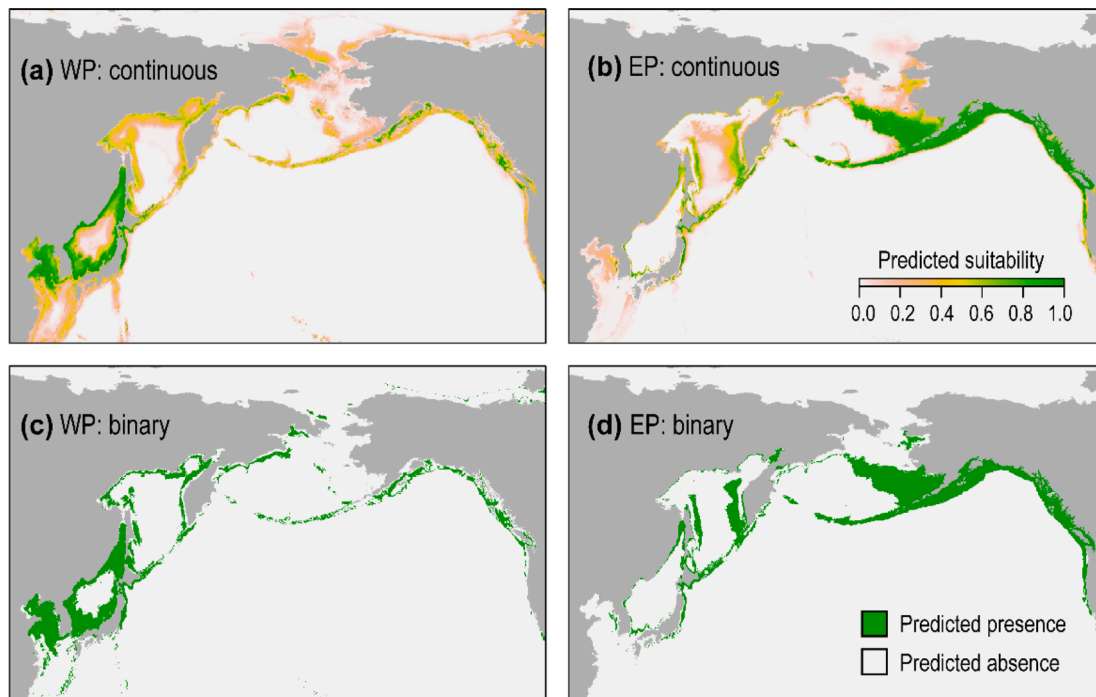 (a) WP: continuous
(b) EP: continuous
Predicted suitability
0.0 0.2 0.4 0.6 0.8 1.0
(c) WP: binary
(d) EP: binary
Predicted presence
Predicted absence